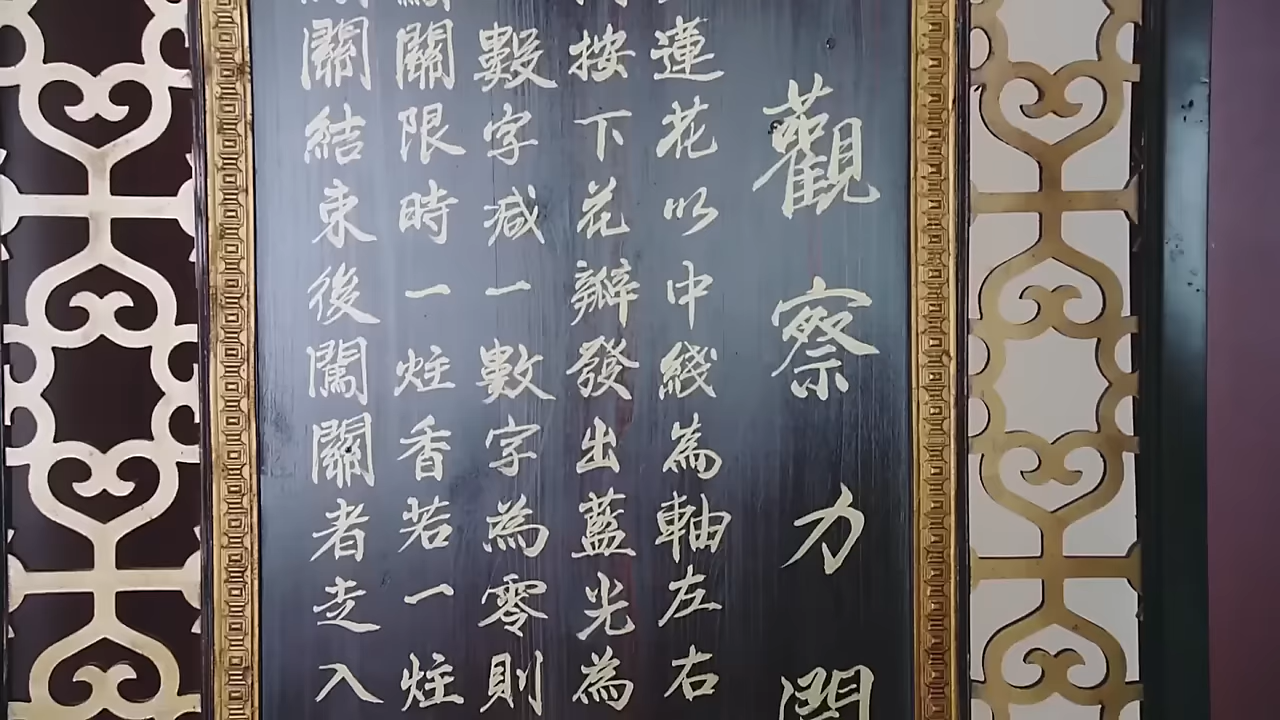 觀察力
蓮花以中綫為軸左右
按下花瓣發出藍光為
數字減一數字為零則
關限時一炷香若一炷
關結束後闖關者走入